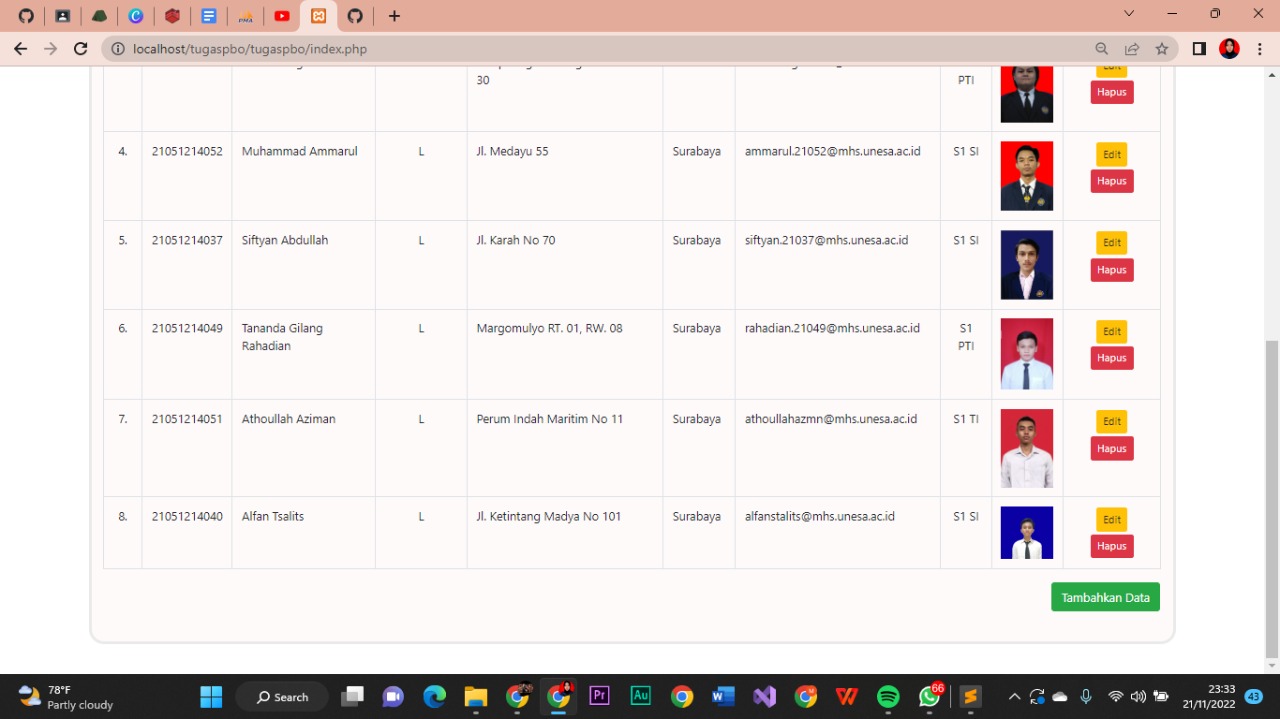 localhost/tugaspbo/tugaspbo/index.php
30
PTI
Hapus
4. 21051214052 Muhammad Ammarul L Jl. Medayu 55 Surabaya ammarul.21052@mhs.unesa.ac.id S1 SI Edit
Hapus
5. 21051214037 Siftyan Abdullah L Jl. Karah No 70 Surabaya siftyan.21037@mhs.unesa.ac.id S1 SI Edit
Hapus
6. 21051214049 Tananda Gilang L Margomulyo RT. 01, RW. 08 Surabaya rahadian.21049@mhs.unesa.ac.id S1 Edit
Rahadian PTI
Hapus
7. 21051214051 Athoullah Aziman L Perum Indah Maritim No 11 Surabaya athoullahazmn@mhs.unesa.ac.id S1 TI Edit
Hapus
8. 21051214040 Alfan Tsalits L Jl. Ketintang Madya No 101 Surabaya alfanstalits@mhs.unesa.ac.id S1 SI Edit
Hapus
Tambahkan Data
78°F
Partly cloudy
Search
Pr
Au
66
23:33
21/11/2022
43